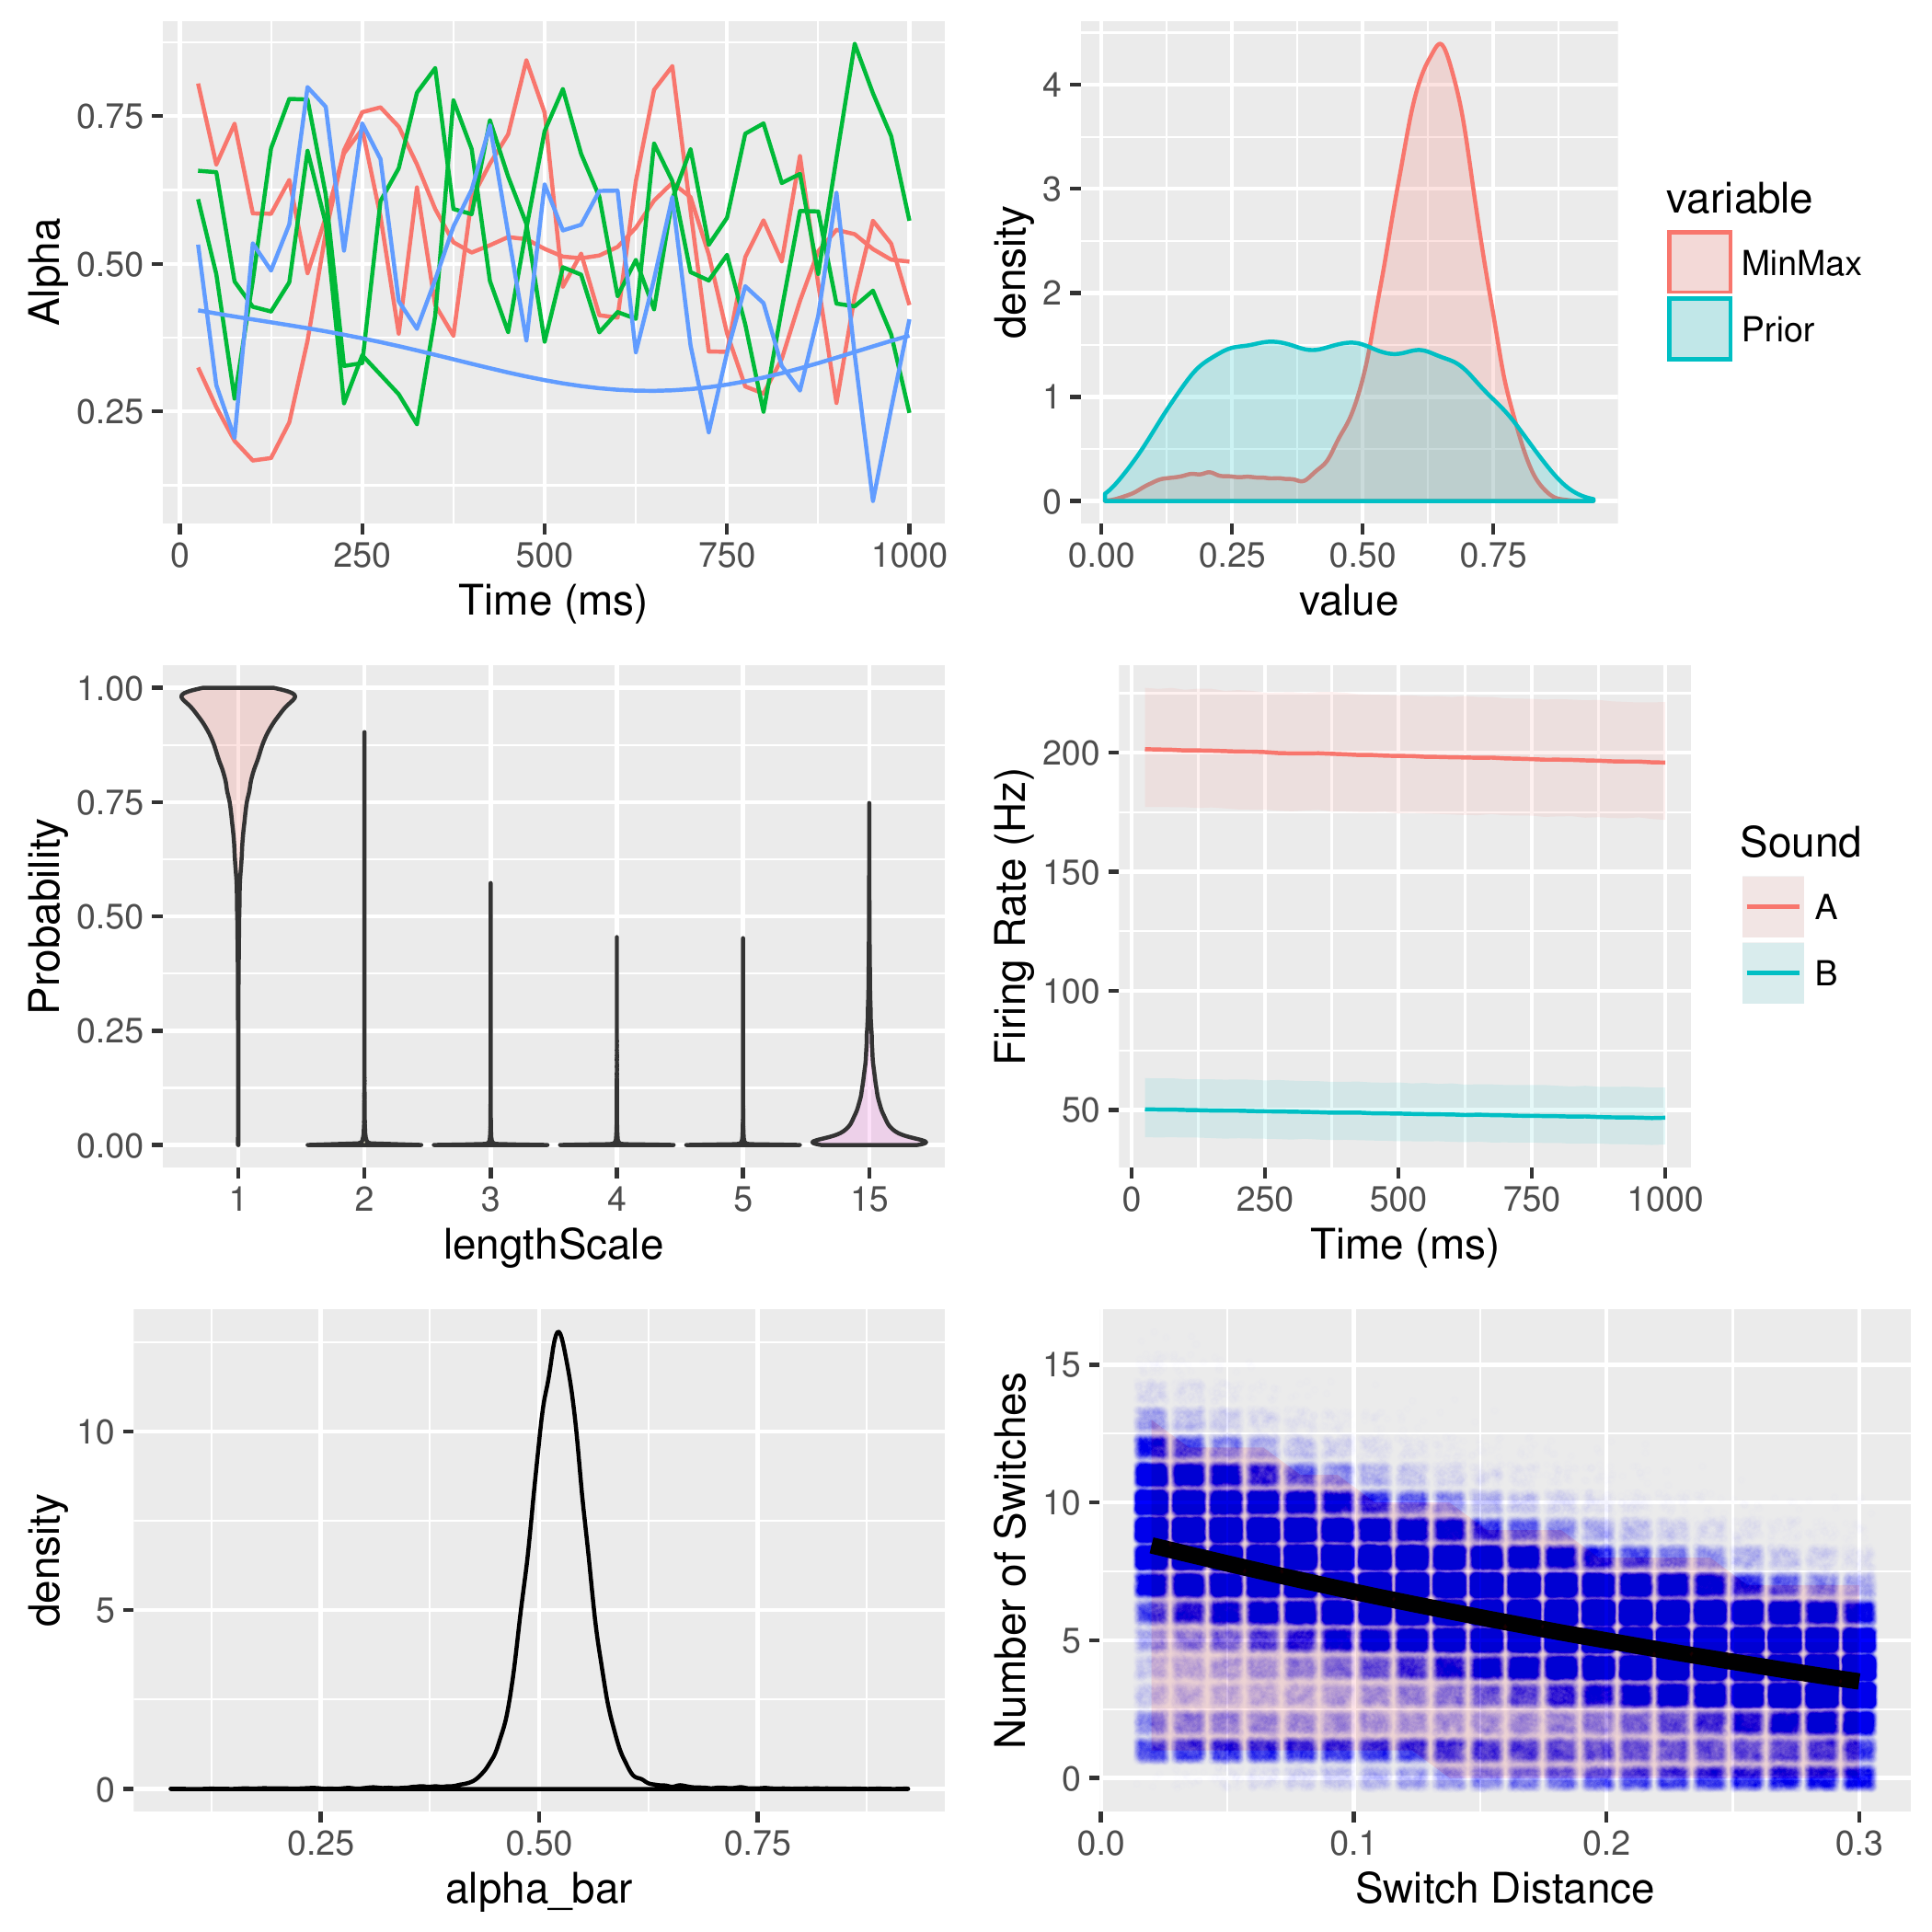 Alpha
0.75
0.50
0.25
0
250
500
750
1000
Time (ms)
density
4
3
2
1
0
0.00
0.25
0.50
0.75
value
variable
MinMax
Prior
Probability
1.00
0.75
0.50
0.25
0.00
1
2
3
4
5
15
lengthScale
Firing Rate (Hz)
200
150
100
50
0
250
500
750
1000
Time (ms)
Sound
A
B
density
10
5
0
0.25
0.50
0.75
alpha_bar
Number of Switches
15
10
5
0
0.0
0.1
0.2
0.3
Switch Distance